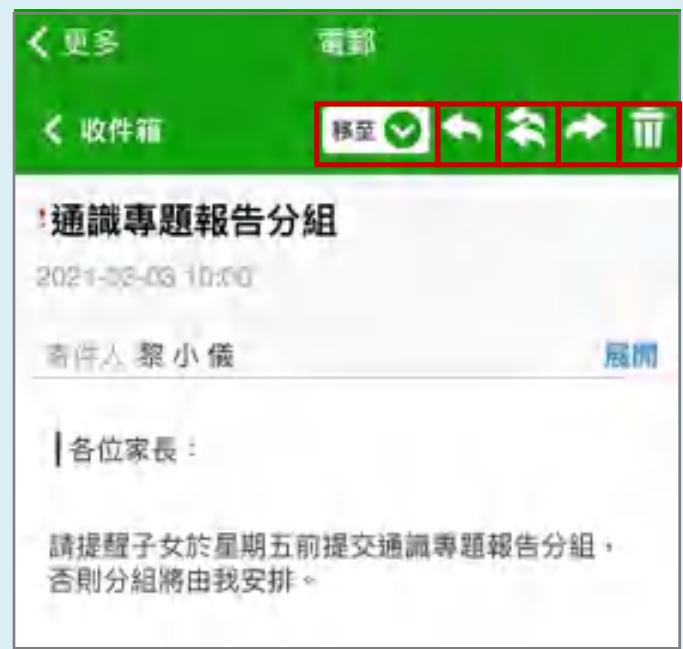 更多 電郵
收件箱 移至
!通識專題報告分組
2021-03-03 10:00
寄件人 黎小儀 展開
各位家長：
請提醒子女於星期五前提交通識專題報告分組，
否則分組將由我安排。